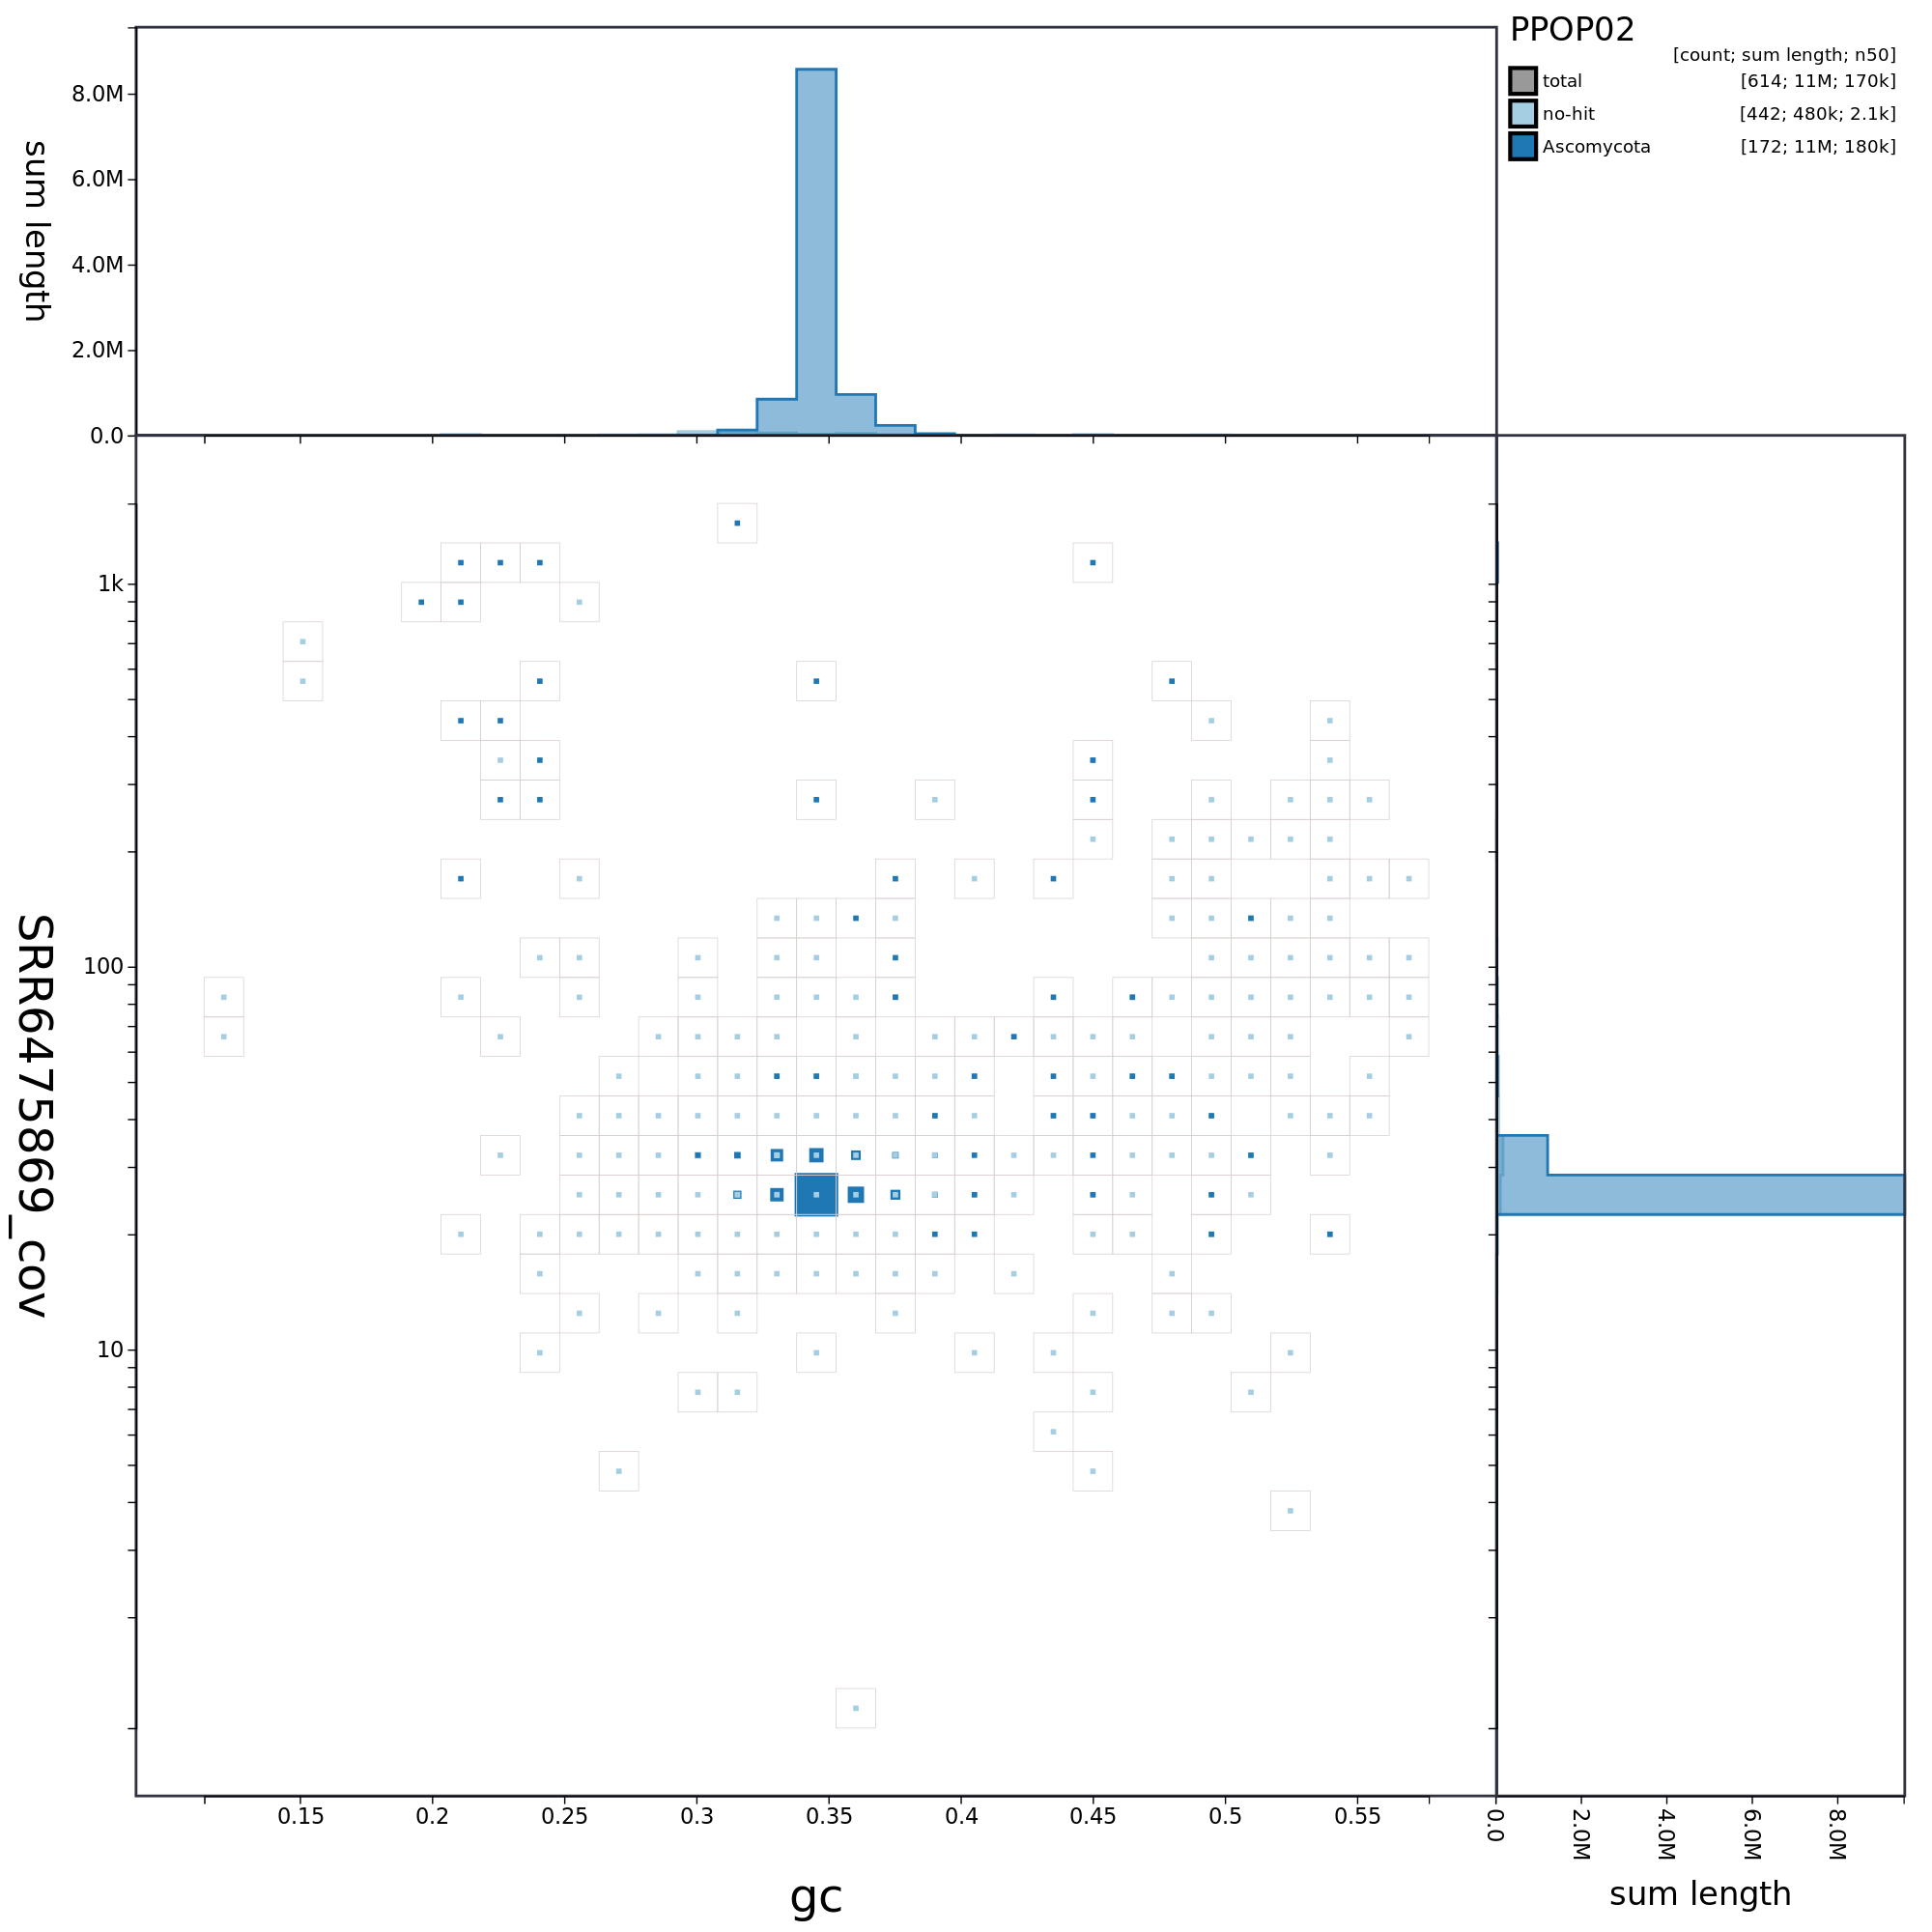 PPOP02
[count; sum length; n50]
total [614; 11M; 170k]
no-hit [442; 480k; 2.1k]
Ascomycota [172; 11M; 180k]
sum length
8.0M
6.0M
4.0M
2.0M
0.0
SRR6475869_cov
1k
100
10
0.15 0.2 0.25 0.3 0.35 0.4 0.45 0.5 0.55
gc
0.0 2.0M 4.0M 6.0M 8.0M
sum length